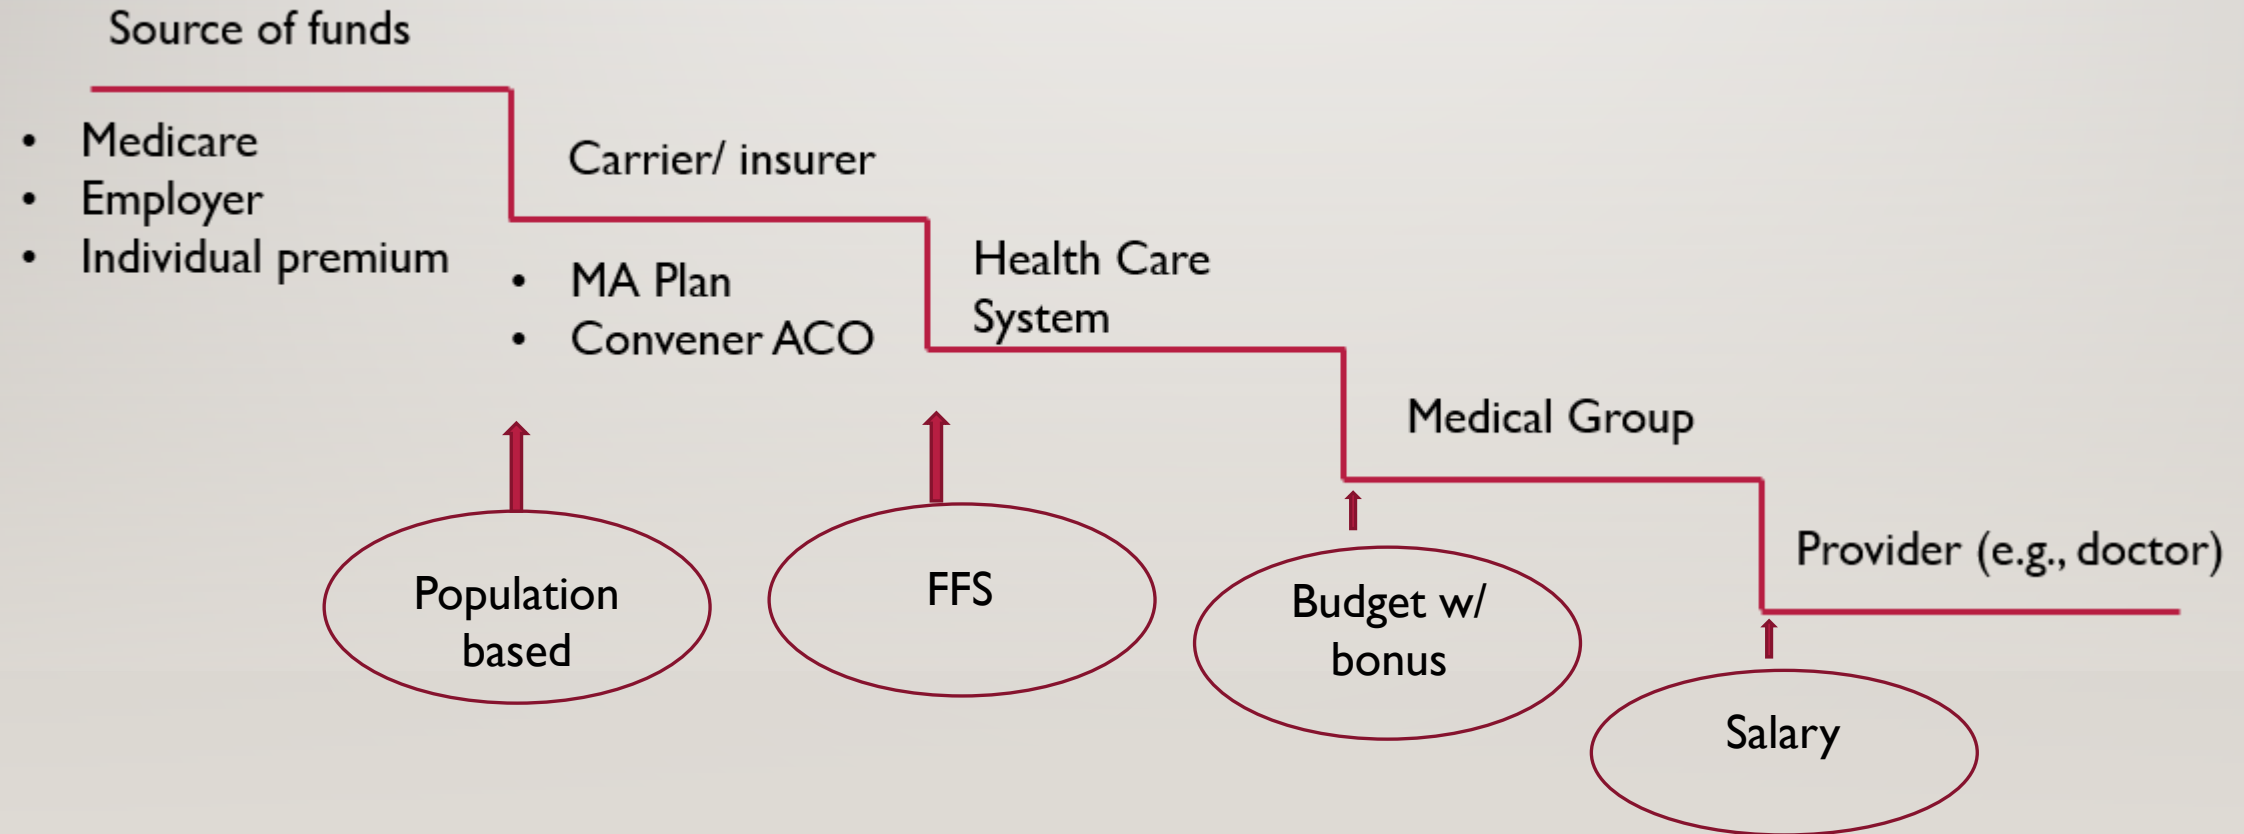 Source of funds
• Medicare
• Employer
• Individual premium
Carrier/ insurer
• MA Plan
• Convener ACO
Health Care
System
Medical Group
Provider (e.g., doctor)
Population
based
FFS
Budget w/
bonus
Salary